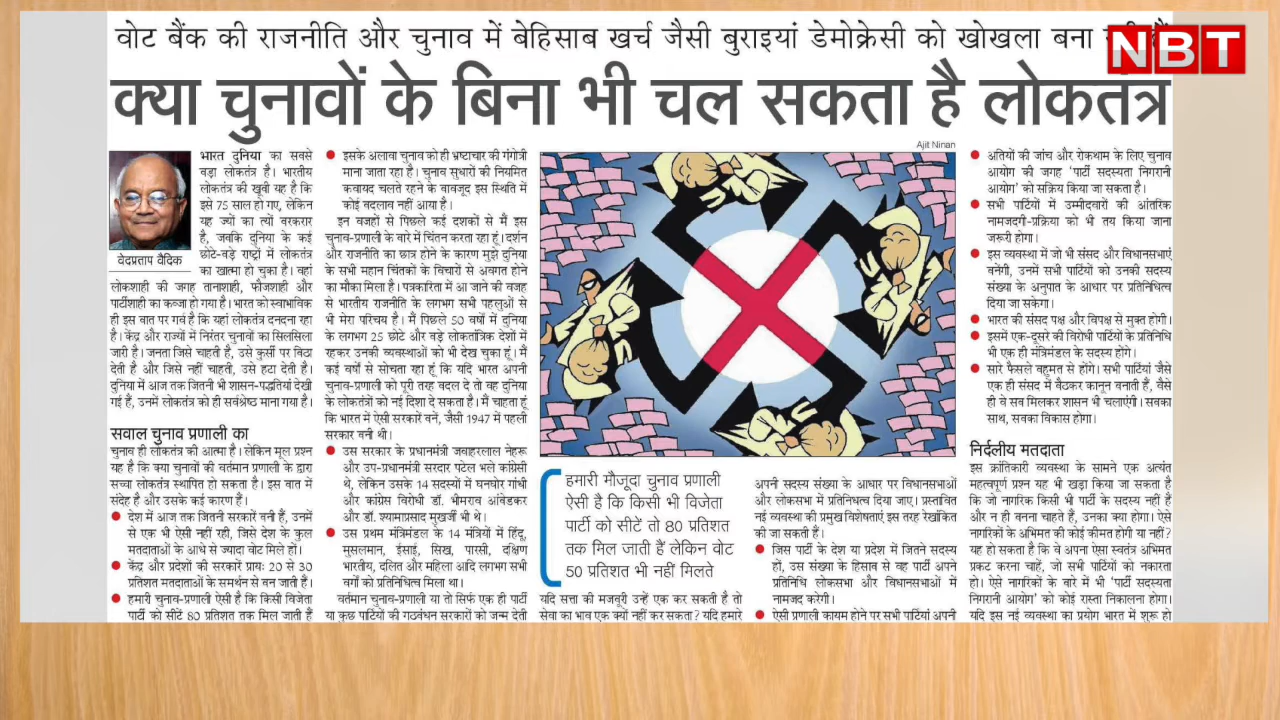 वोट बैंक की राजनीति और चुनाव में बेहिसाब खर्च जैसी बुराइयां डेमोक्रेसी को खोखला बना
NBT
क्या चुनावों के बिना भी चल सकता है लोकतंत्र
Ajit Ninan
भारत दुनिया का सबसे
बड़ा लोकतंत्र है। भारतीय
लोकतंत्र की खूबी यह है कि
इसे 75 साल हो गए, लेकिन
यह ज्यों का त्यों बरकरार
है, जबकि दुनिया के कई
छोटे-बड़े राष्ट्रों में लोकतंत्र
का खात्मा हो चुका है। वहां
वेदप्रताप वैदिक
लोकशाही की जगह तानाशाही, फौजशाही और
पार्टीशाही का कब्जा हो गया है। भारत को स्वाभाविक
ही इस बात पर गर्व है कि यहां लोकतंत्र दनदना रहा
है। केंद्र और राज्यों में निरंतर चुनावों का सिलसिला
जारी है। जनता जिसे चाहती है, उसे कुर्सी पर बिठा
देती है और जिसे नहीं चाहती, उसे हटा देती है।
दुनिया में आज तक जितनी भी शासन-पद्धतियां देखी
गई हैं, उनमें लोकतंत्र को ही सर्वश्रेष्ठ माना गया है।
सवाल चुनाव प्रणाली का
चुनाव ही लोकतंत्र की आत्मा है। लेकिन मूल प्रश्न
यह है कि क्या चुनावों की वर्तमान प्रणाली के द्वारा
सच्चा लोकतंत्र स्थापित हो सकता है। इस बात में
संदेह है और उसके कई कारण हैं।
देश में आज तक जितनी सरकारें बनी हैं, उनमें
से एक भी ऐसी नहीं रही, जिसे देश के कुल
मतदाताओं के आधे से ज्यादा वोट मिले हों।
केंद्र और प्रदेशों की सरकारें प्रायः 20 से 30
प्रतिशत मतदाताओं के समर्थन से बन जाती हैं।
हमारी चुनाव-प्रणाली ऐसी है कि किसी विजेता
पार्टी को सीटें 80 प्रतिशत तक मिल जाती हैं
इसके अलावा चुनाव को ही भ्रष्टाचार की गंगोत्री
माना जाता रहा है। चुनाव सुधारों की नियमित
कवायद चलते रहने के बावजूद इस स्थिति में
कोई बदलाव नहीं आया है।
इन वजहों से पिछले कई दशकों से मैं इस
चुनाव-प्रणाली के बारे में चिंतन करता रहा हूं। दर्शन
और राजनीति का छात्र होने के कारण मुझे दुनिया
के सभी महान चिंतकों के विचारों से अवगत होने
का मौका मिला है। पत्रकारिता में आ जाने की वजह
से भारतीय राजनीति के लगभग सभी पहलुओं से
भी मेरा परिचय है। मैं पिछले 50 वर्षों में दुनिया
के लगभग 25 छोटे और बड़े लोकतांत्रिक देशों में
रहकर उनकी व्यवस्थाओं को भी देख चुका हूं। मैं
कई वर्षों से सोचता रहा हूं कि यदि भारत अपनी
चुनाव-प्रणाली को पूरी तरह बदल दे तो वह दुनिया
के लोकतंत्रों को नई दिशा दे सकता है। मैं चाहता हूं
कि भारत में ऐसी सरकारें बनें, जैसी 1947 में पहली
सरकार बनी थी।
उस सरकार के प्रधानमंत्री जवाहरलाल नेहरू
और उप-प्रधानमंत्री सरदार पटेल भले कांग्रेसी
थे, लेकिन उसके 14 सदस्यों में घनघोर गांधी
और कांग्रेस विरोधी डॉ. भीमराव आंबेडकर
और डॉ. श्यामाप्रसाद मुखर्जी भी थे।
उस प्रथम मंत्रिमंडल के 14 मंत्रियों में हिंदू,
मुसलमान, ईसाई, सिख, पारसी, दक्षिण
भारतीय, दलित और महिला आदि लगभग सभी
वर्गों को प्रतिनिधित्व मिला था।
वर्तमान चुनाव-प्रणाली या तो सिर्फ एक ही पार्टी
या कुछ पार्टियों की गठबंधन सरकारों को जन्म देती
हमारी मौजूदा चुनाव प्रणाली
ऐसी है कि किसी भी विजेता
पार्टी को सीटें तो 80 प्रतिशत
तक मिल जाती हैं लेकिन वोट
50 प्रतिशत भी नहीं मिलते
यदि सत्ता की मजबूरी उन्हें एक कर सकती है तो
सेवा का भाव एक क्यों नहीं कर सकता? यदि हमारे
अपनी सदस्य संख्या के आधार पर विधानसभाओं
और लोकसभा में प्रतिनिधित्व दिया जाए। प्रस्तावित
नई व्यवस्था की प्रमुख विशेषताएं इस तरह रेखांकित
की जा सकती हैं।
जिस पार्टी के देश या प्रदेश में जितने सदस्य
हों, उस संख्या के हिसाब से वह पार्टी अपने
प्रतिनिधि लोकसभा और विधानसभाओं में
नामजद करेगी।
ऐसी प्रणाली कायम होने पर सभी पार्टियां अपनी
अतियों की जांच और रोकथाम के लिए चुनाव
आयोग की जगह 'पार्टी सदस्यता निगरानी
आयोग' को सक्रिय किया जा सकता है।
सभी पार्टियों में उम्मीदवारों की आंतरिक
नामजदगी-प्रक्रिया को भी तय किया जाना
जरूरी होगा।
इस व्यवस्था में जो भी संसद और विधानसभाएं
बनेंगी, उनमें सभी पार्टियों को उनकी सदस्य
संख्या के अनुपात के आधार पर प्रतिनिधित्व
दिया जा सकेगा।
भारत की संसद पक्ष और विपक्ष से मुक्त होगी।
इसमें एक-दूसरे की विरोधी पार्टियों के प्रतिनिधि
भी एक ही मंत्रिमंडल के सदस्य होंगे।
सारे फैसले बहुमत से होंगे। सभी पार्टियां जैसे
एक ही संसद में बैठकर कानून बनाती हैं, वैसे
ही वे सब मिलकर शासन भी चलाएंगी। सबका
साथ, सबका विकास होगा।
निर्दलीय मतदाता
इस क्रांतिकारी व्यवस्था के सामने एक अत्यंत
महत्वपूर्ण प्रश्न यह भी खड़ा किया जा सकता है
कि जो नागरिक किसी भी पार्टी के सदस्य नहीं हैं
और न ही बनना चाहते हैं, उनका क्या होगा। ऐसे
नागरिकों के अभिमत की कोई कीमत होगी या नहीं?
यह हो सकता है कि वे अपना ऐसा स्वतंत्र अभिमत
प्रकट करना चाहें, जो सभी पार्टियों को नकारता
हो। ऐसे नागरिकों के बारे में भी 'पार्टी सदस्यता
निगरानी आयोग' को कोई रास्ता निकालना होगा।
यदि इस नई व्यवस्था का प्रयोग भारत में शुरू हो